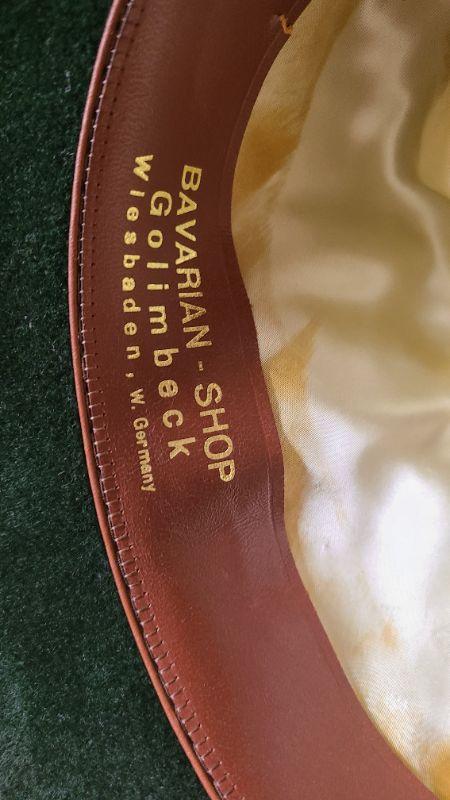 BAVARIAN - SHOP
Golimbeck
Wiesbaden, W. Germany